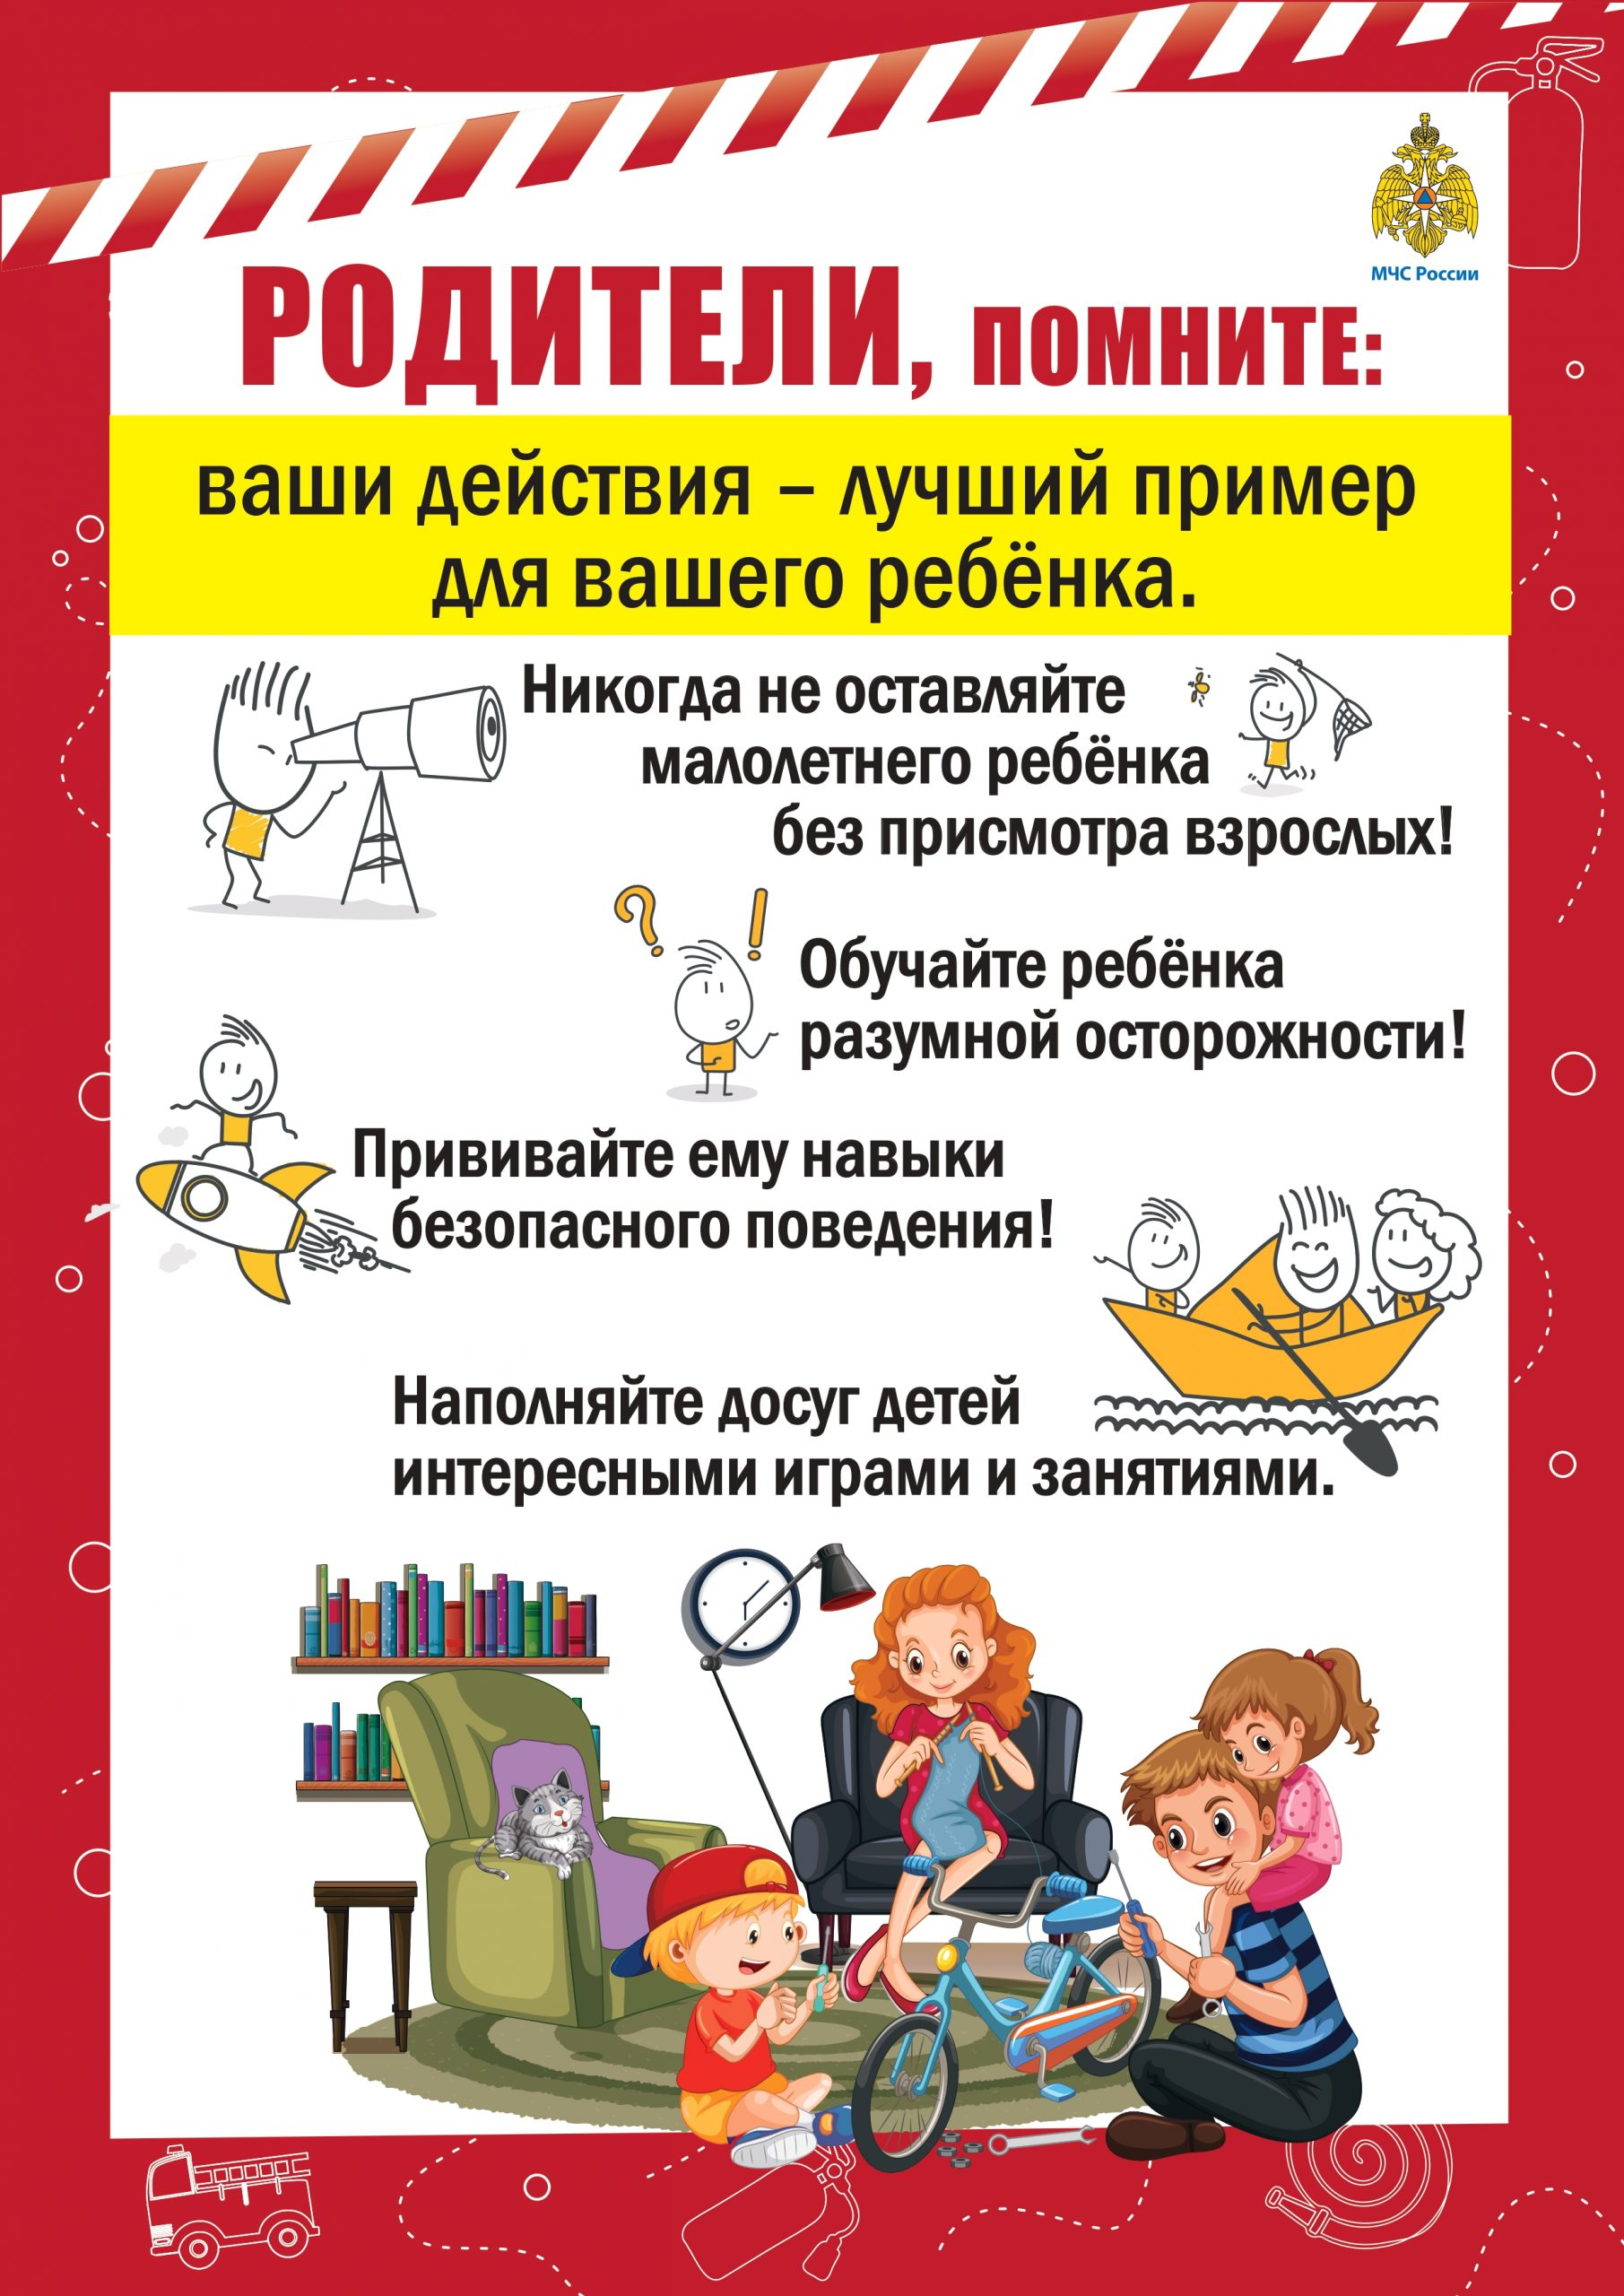 МЧС России
РОДИТЕЛИ, ПОМНИТЕ:
ваши действия – лучший пример
для вашего ребёнка.
Никогда не оставляйте
малолетнего ребёнка
без присмотра взрослых!
? !
Обучайте ребёнка
разумной осторожности!
Прививайте ему навыки
безопасного поведения!
Наполняйте досуг детей
интересными играми и занятиями.